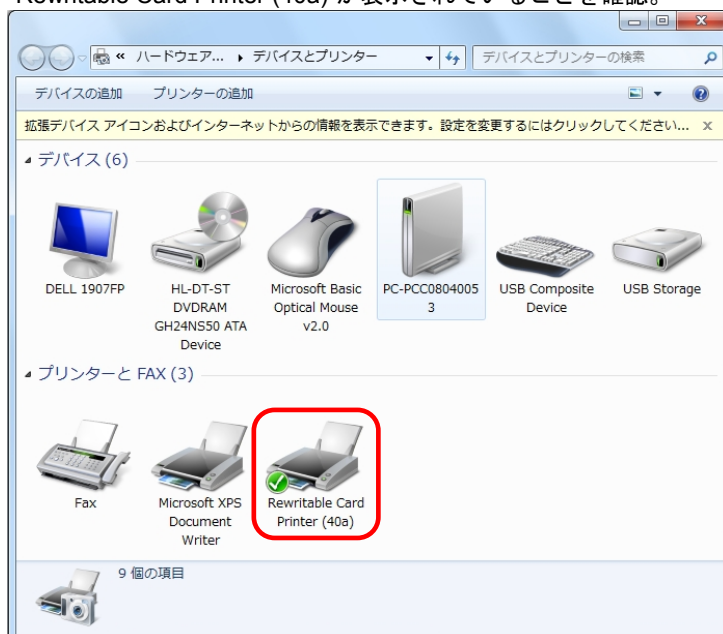 Rewritable Card Printer (40a) が表示されていることを確認。
« ハードウェア... ▸ デバイスとプリンター
デバイスとプリンターの検索
デバイスの追加 プリンターの追加
拡張デバイス アイコンおよびインターネットからの情報を表示できます。設定を変更するにはクリックしてください... x
デバイス (6)
DELL 1907FP
HL-DT-ST
DVDRAM
GH24NS50 ATA
Device
Microsoft Basic
Optical Mouse
v2.0
PC-PCC0804005
3
USB Composite
Device
USB Storage
プリンターと FAX (3)
Fax
Microsoft XPS
Document
Writer
Rewritable Card
Printer (40a)
9 個の項目